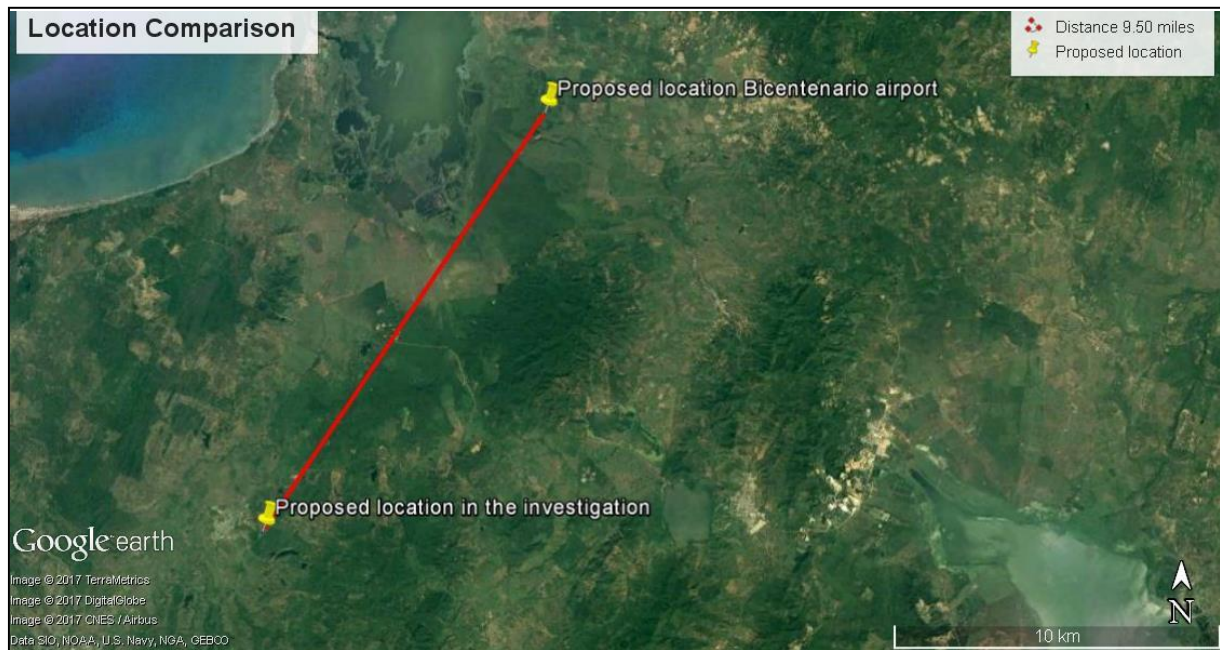 Location Comparison
Distance 9.50 miles
Proposed location
Proposed location Bicentenario airport
Proposed location in the investigation
Google earth
Image © 2017 TerraMetrics
Image © 2017 DigitalGlobe
Image © 2017 CNES / Airbus
Data SIO, NOAA, U.S. Navy, NGA, GEBCO
N
10 km